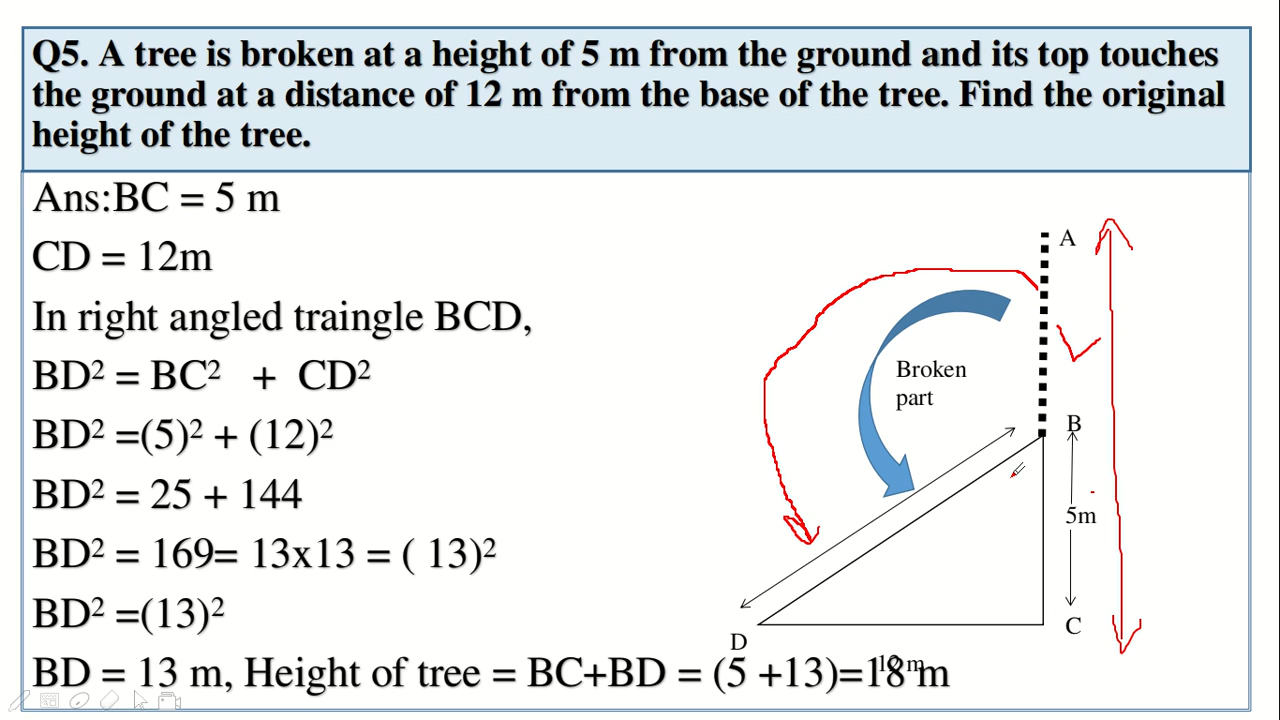 Q5. A tree is broken at a height of 5 m from the ground and its top touches
the ground at a distance of 12 m from the base of the tree. Find the original
height of the tree.
Ans:BC = 5 m
CD = 12m
In right angled traingle BCD,
BD² = BC² + CD²
BD² =(5)² + (12)²
BD² = 25 + 144
BD² = 169= 13x13 = ( 13)²
BD² =(13)²
BD = 13 m, Height of tree = BC+BD = (5 +13)=18 m
A
Broken
part
B
5m
D
C
12 m